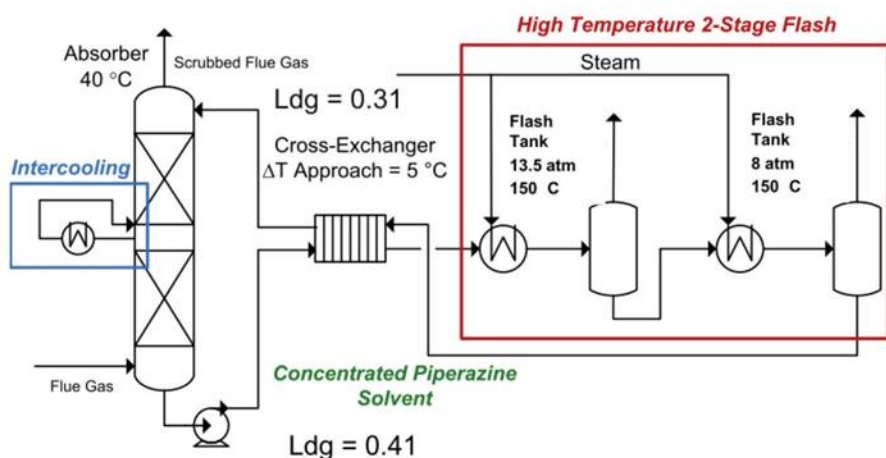 High Temperature 2-Stage Flash
Absorber
40 °C
Scrubbed Flue Gas
Steam
Ldg = 0.31
Flash
Tank
13.5 atm
150 C
Flash
Tank
8 atm
150 C
Cross-Exchanger
ΔT Approach = 5 °C
Intercooling
Flue Gas
Concentrated Piperazine
Solvent
Ldg = 0.41